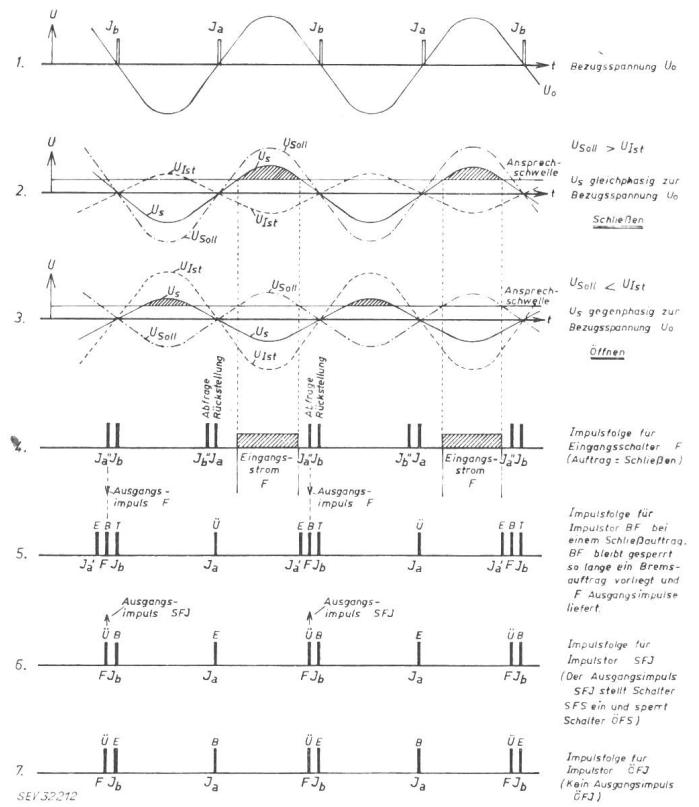 U
J_b
J_a
J_b
J_a
J_b
1.
t
U_o
Bezugsspannung U_o
U
U_Ist
U_s
U_Soll
Ansprech-
schwelle
U_Soll > U_Ist
2.
t
U_s gleichphasig zur
Bezugsspannung U_o
Schließen
U_s
U_Soll
U_Ist
U
U_s
U_Ist
U_Soll
Ansprech-
schwelle
U_Soll < U_Ist
3.
t
U_s gegenphasig zur
Bezugsspannung U_o
Öffnen
U_Soll
U_s
U_Ist
Abfrage
Rückstellung
Abfrage
Rückstellung
4.
J_a" J_b
J_b" J_a
Eingangs-
strom
F
J_a" J_b
J_b" J_a
Eingangs-
strom
F
J_a" J_b
Impulsfolge für
Eingangsschalter F
(Auftrag = Schließen)
Ausgangs-
impuls F
Ausgangs-
impuls F
E B T
Ü
E B T
Ü
E B T
5.
J_a' F J_b
J_a
J_a' F J_b
J_a
J_a' F J_b
Impulsfolge für
Impulstor BF bei
einem Schließauftrag.
BF bleibt gesperrt
so lange ein Brems-
auftrag vorliegt und
F Ausgangsimpulse
liefert.
Ausgangs-
impuls SFJ
Ausgangs-
impuls SFJ
Ü B
E
Ü B
E
Ü B
6.
F J_b
J_a
F J_b
J_a
F J_b
Impulsfolge für
Impulstor SFJ
(Der Ausgangsimpuls
SFJ stellt Schalter
SFS ein und sperrt
Schalter ÖFS)
Ü E
B
Ü E
B
Ü E
7.
F J_b
J_a
F J_b
J_a
F J_b
Impulsfolge für
Impulstor ÖFJ
(Kein Ausgangsimpuls
ÖFJ)
SEV 32212